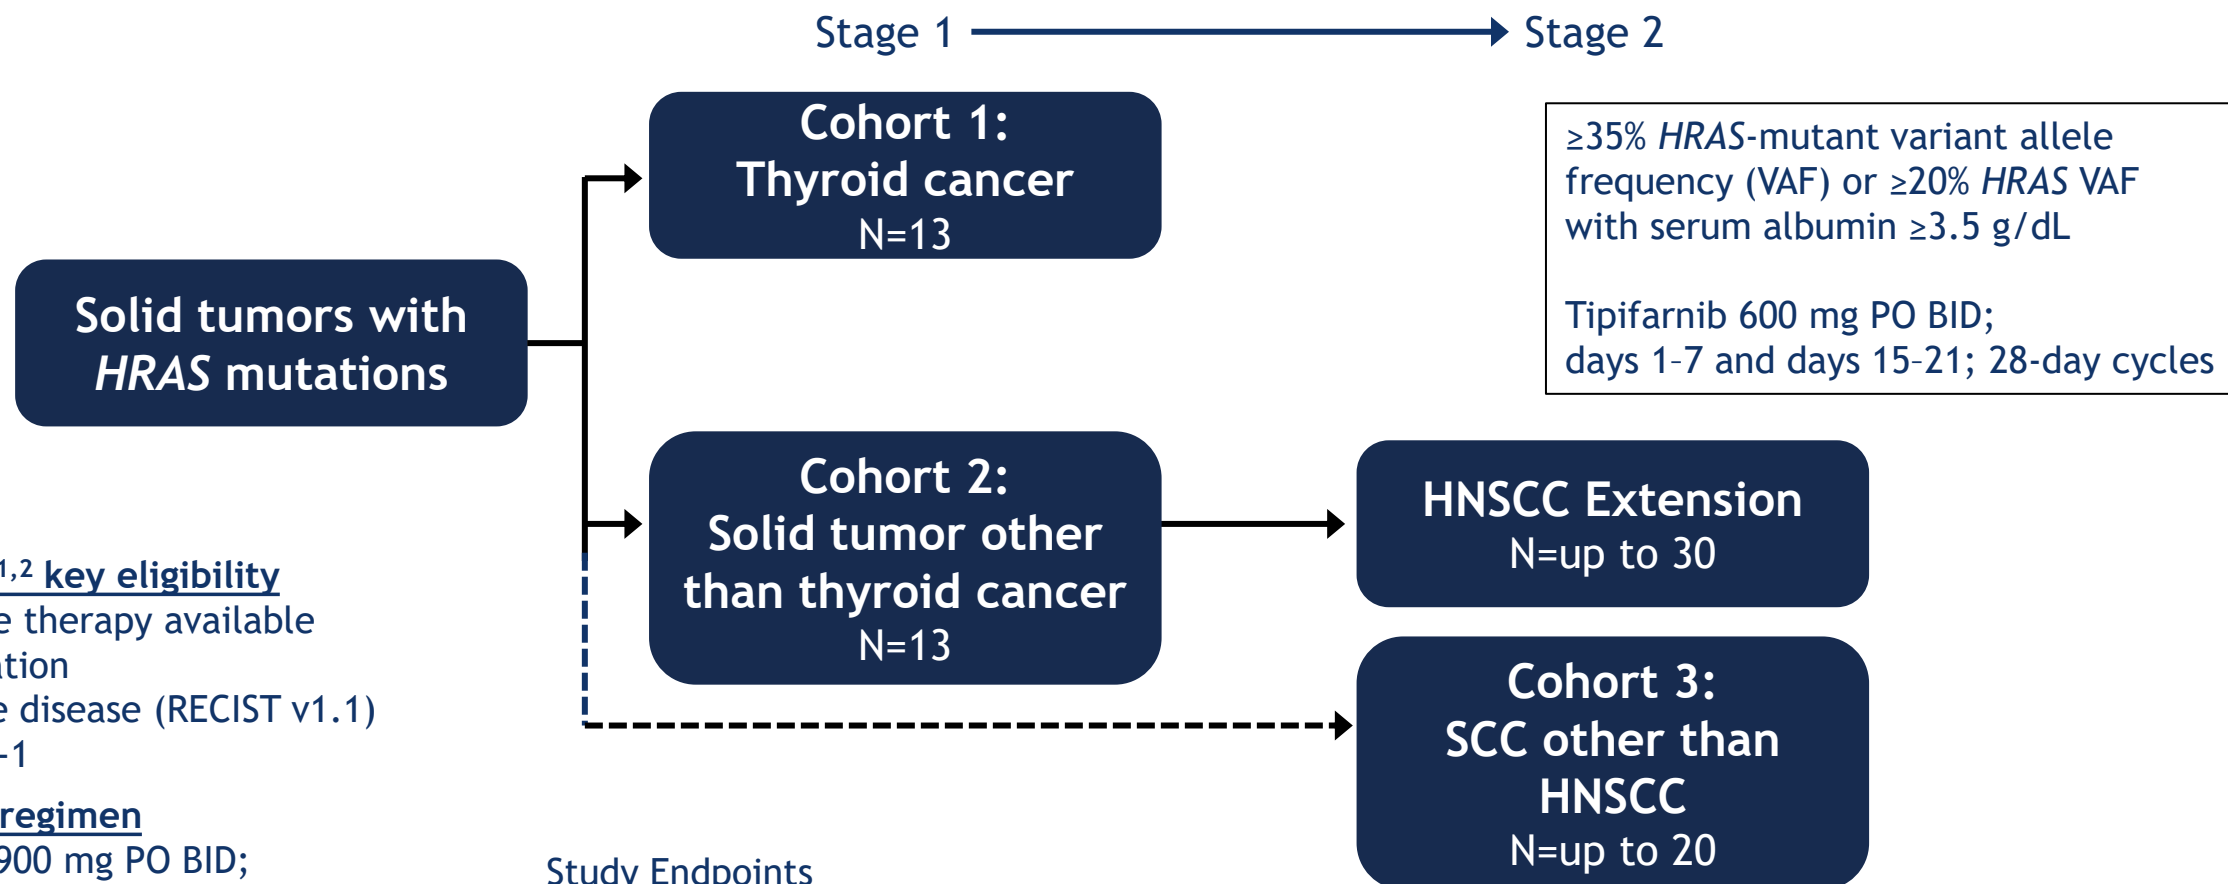 Stage 1
Stage 2
Cohort 1:
Thyroid cancer
N=13
≥35% HRAS-mutant variant allele
frequency (VAF) or ≥20% HRAS VAF
with serum albumin ≥3.5 g/dL
Tipifarnib 600 mg PO BID;
days 1–7 and days 15–21; 28-day cycles
Solid tumors with
HRAS mutations
Cohort 2:
Solid tumor other
than thyroid cancer
N=13
HNSCC Extension
N=up to 30
Cohort 3:
SCC other than
HNSCC
N=up to 20
1,2 key eligibility
therapy available
disease (RECIST v1.1)
-1
regimen
900 mg PO BID;
Study Endpoints